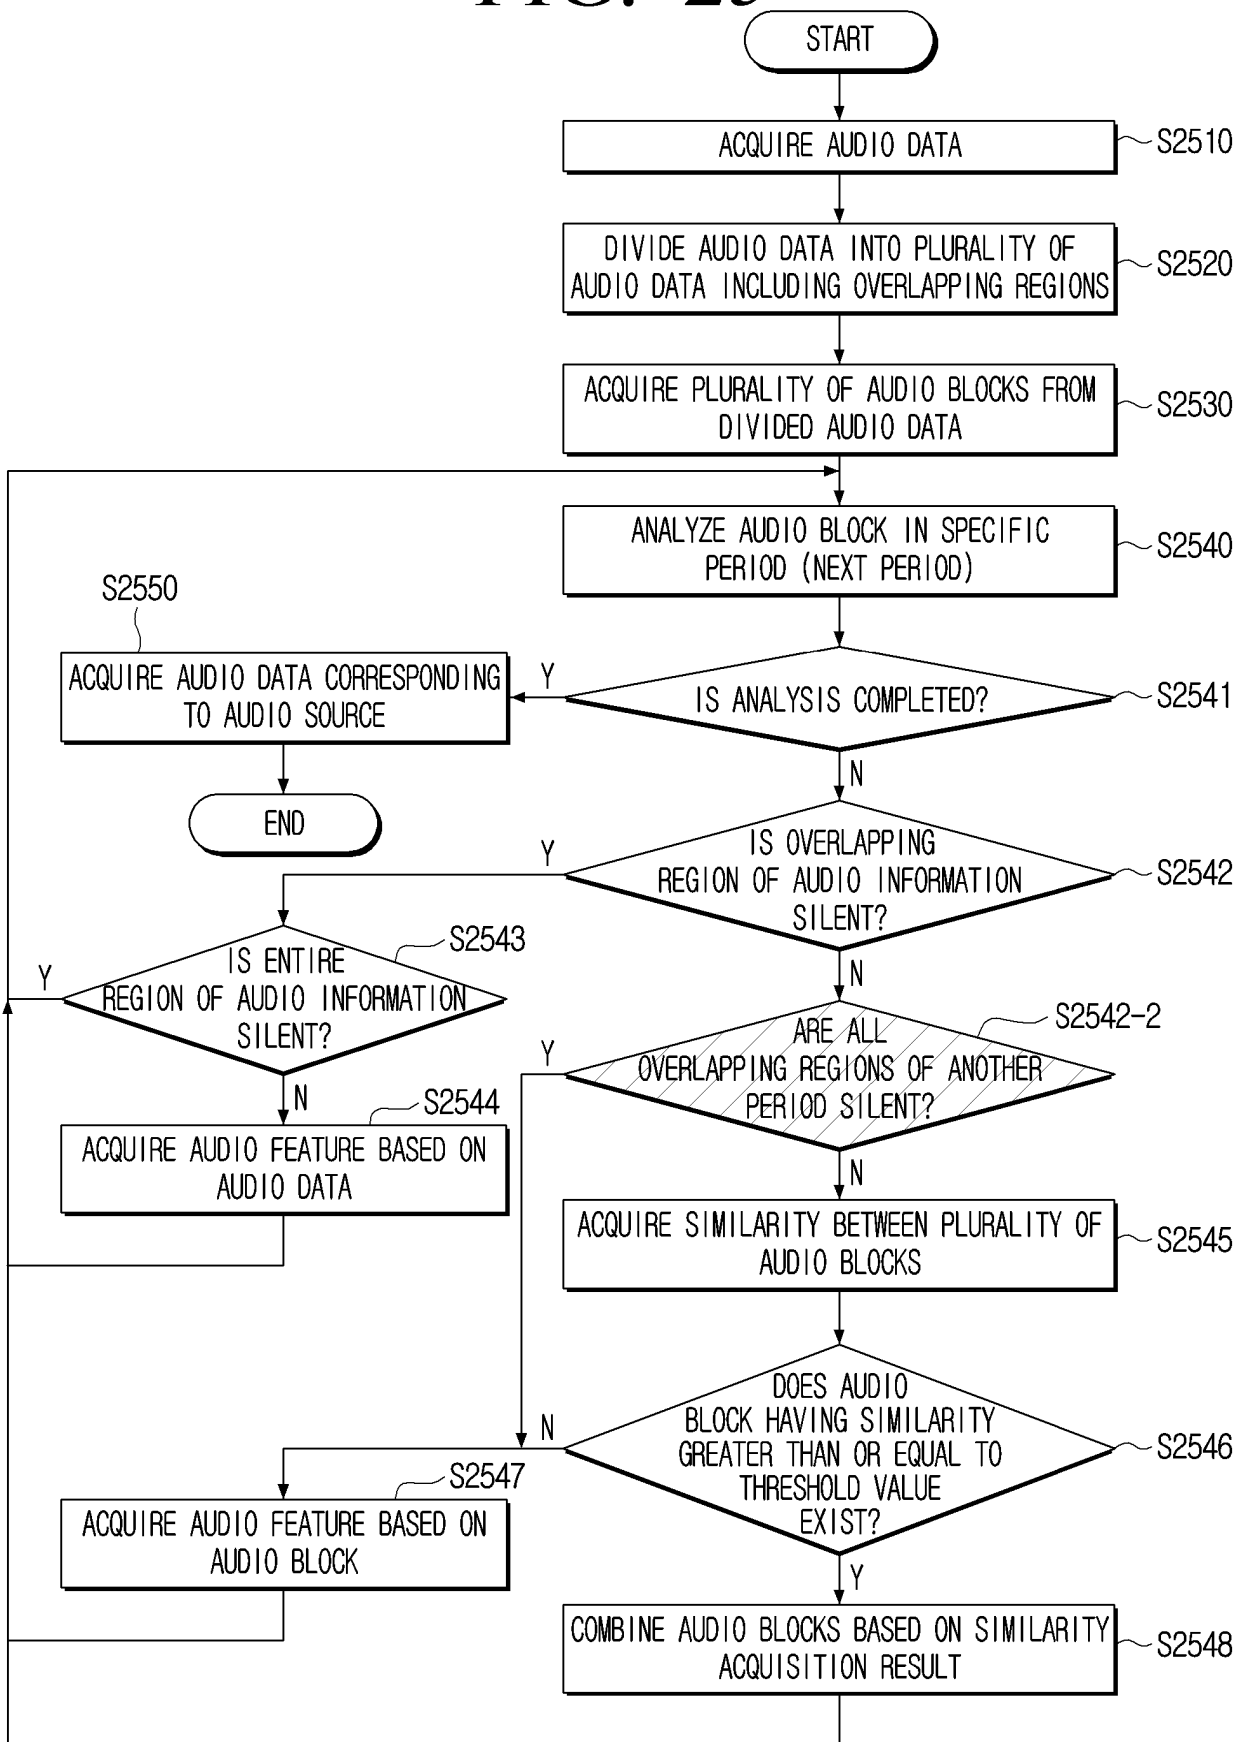 START
ACQUIRE AUDIO DATA
S2510
DIVIDE AUDIO DATA INTO PLURALITY OF
AUDIO DATA INCLUDING OVERLAPPING REGIONS
S2520
ACQUIRE PLURALITY OF AUDIO BLOCKS FROM
DIVIDED AUDIO DATA
S2530
ANALYZE AUDIO BLOCK IN SPECIFIC
PERIOD (NEXT PERIOD)
S2540
S2550
ACQUIRE AUDIO DATA CORRESPONDING
TO AUDIO SOURCE
Y
IS ANALYSIS COMPLETED?
S2541
N
END
Y
IS OVERLAPPING
REGION OF AUDIO INFORMATION
SILENT?
S2542
N
S2543
Y
IS ENTIRE
REGION OF AUDIO INFORMATION
SILENT?
N
S2542-2
Y
ARE ALL
OVERLAPPING REGIONS OF ANOTHER
PERIOD SILENT?
N
S2544
ACQUIRE AUDIO FEATURE BASED ON
AUDIO DATA
ACQUIRE SIMILARITY BETWEEN PLURALITY OF
AUDIO BLOCKS
S2545
DOES AUDIO
BLOCK HAVING SIMILARITY
GREATER THAN OR EQUAL TO
THRESHOLD VALUE
EXIST?
S2546
N
Y
S2547
ACQUIRE AUDIO FEATURE BASED ON
AUDIO BLOCK
COMBINE AUDIO BLOCKS BASED ON SIMILARITY
ACQUISITION RESULT
S2548